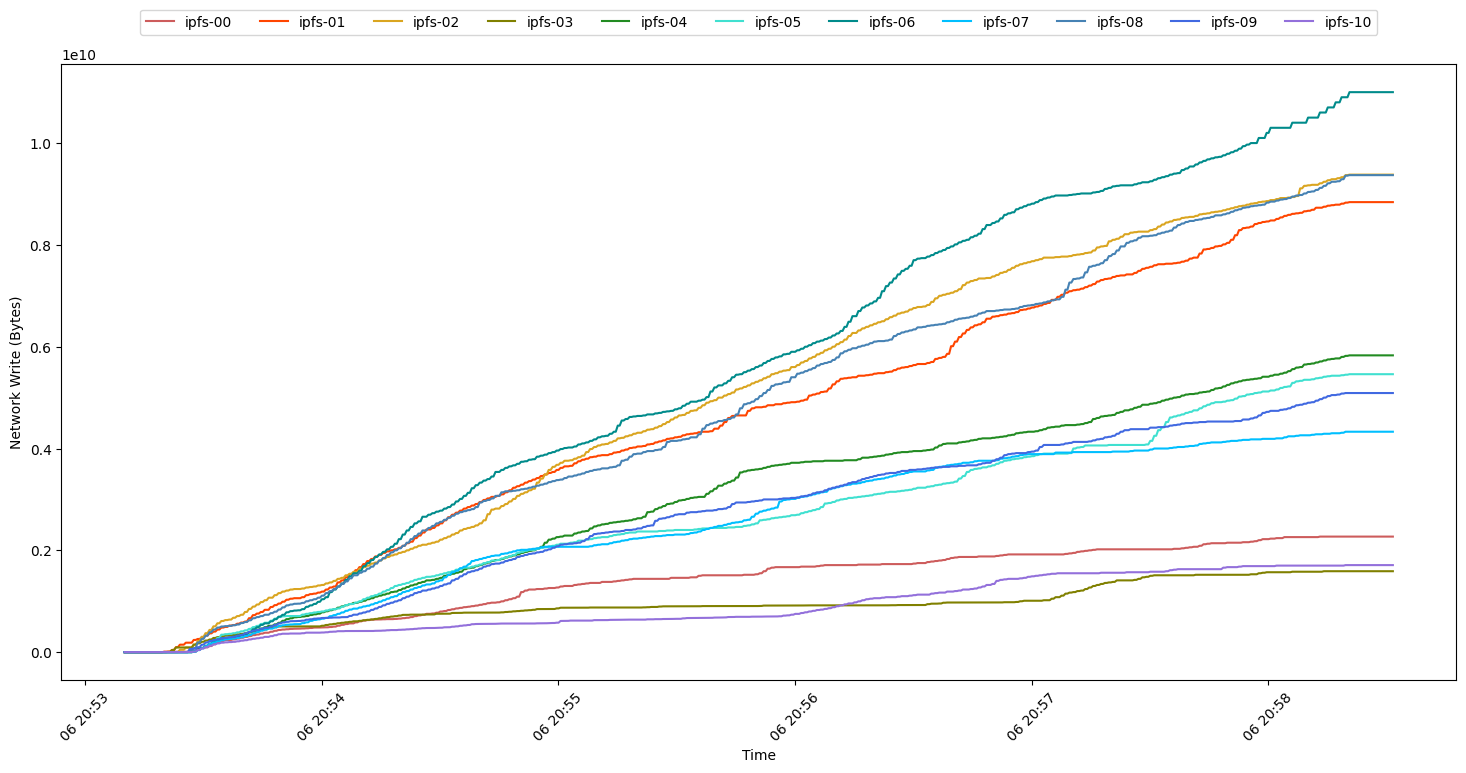 ipfs-00 ipfs-01 ipfs-02 ipfs-03 ipfs-04 ipfs-05 ipfs-06 ipfs-07 ipfs-08 ipfs-09 ipfs-10
1e10
1.0
0.8
0.6
0.4
0.2
0.0
Network Write (Bytes)
06 20:53 06 20:54 06 20:55 06 20:56 06 20:57 06 20:58
Time